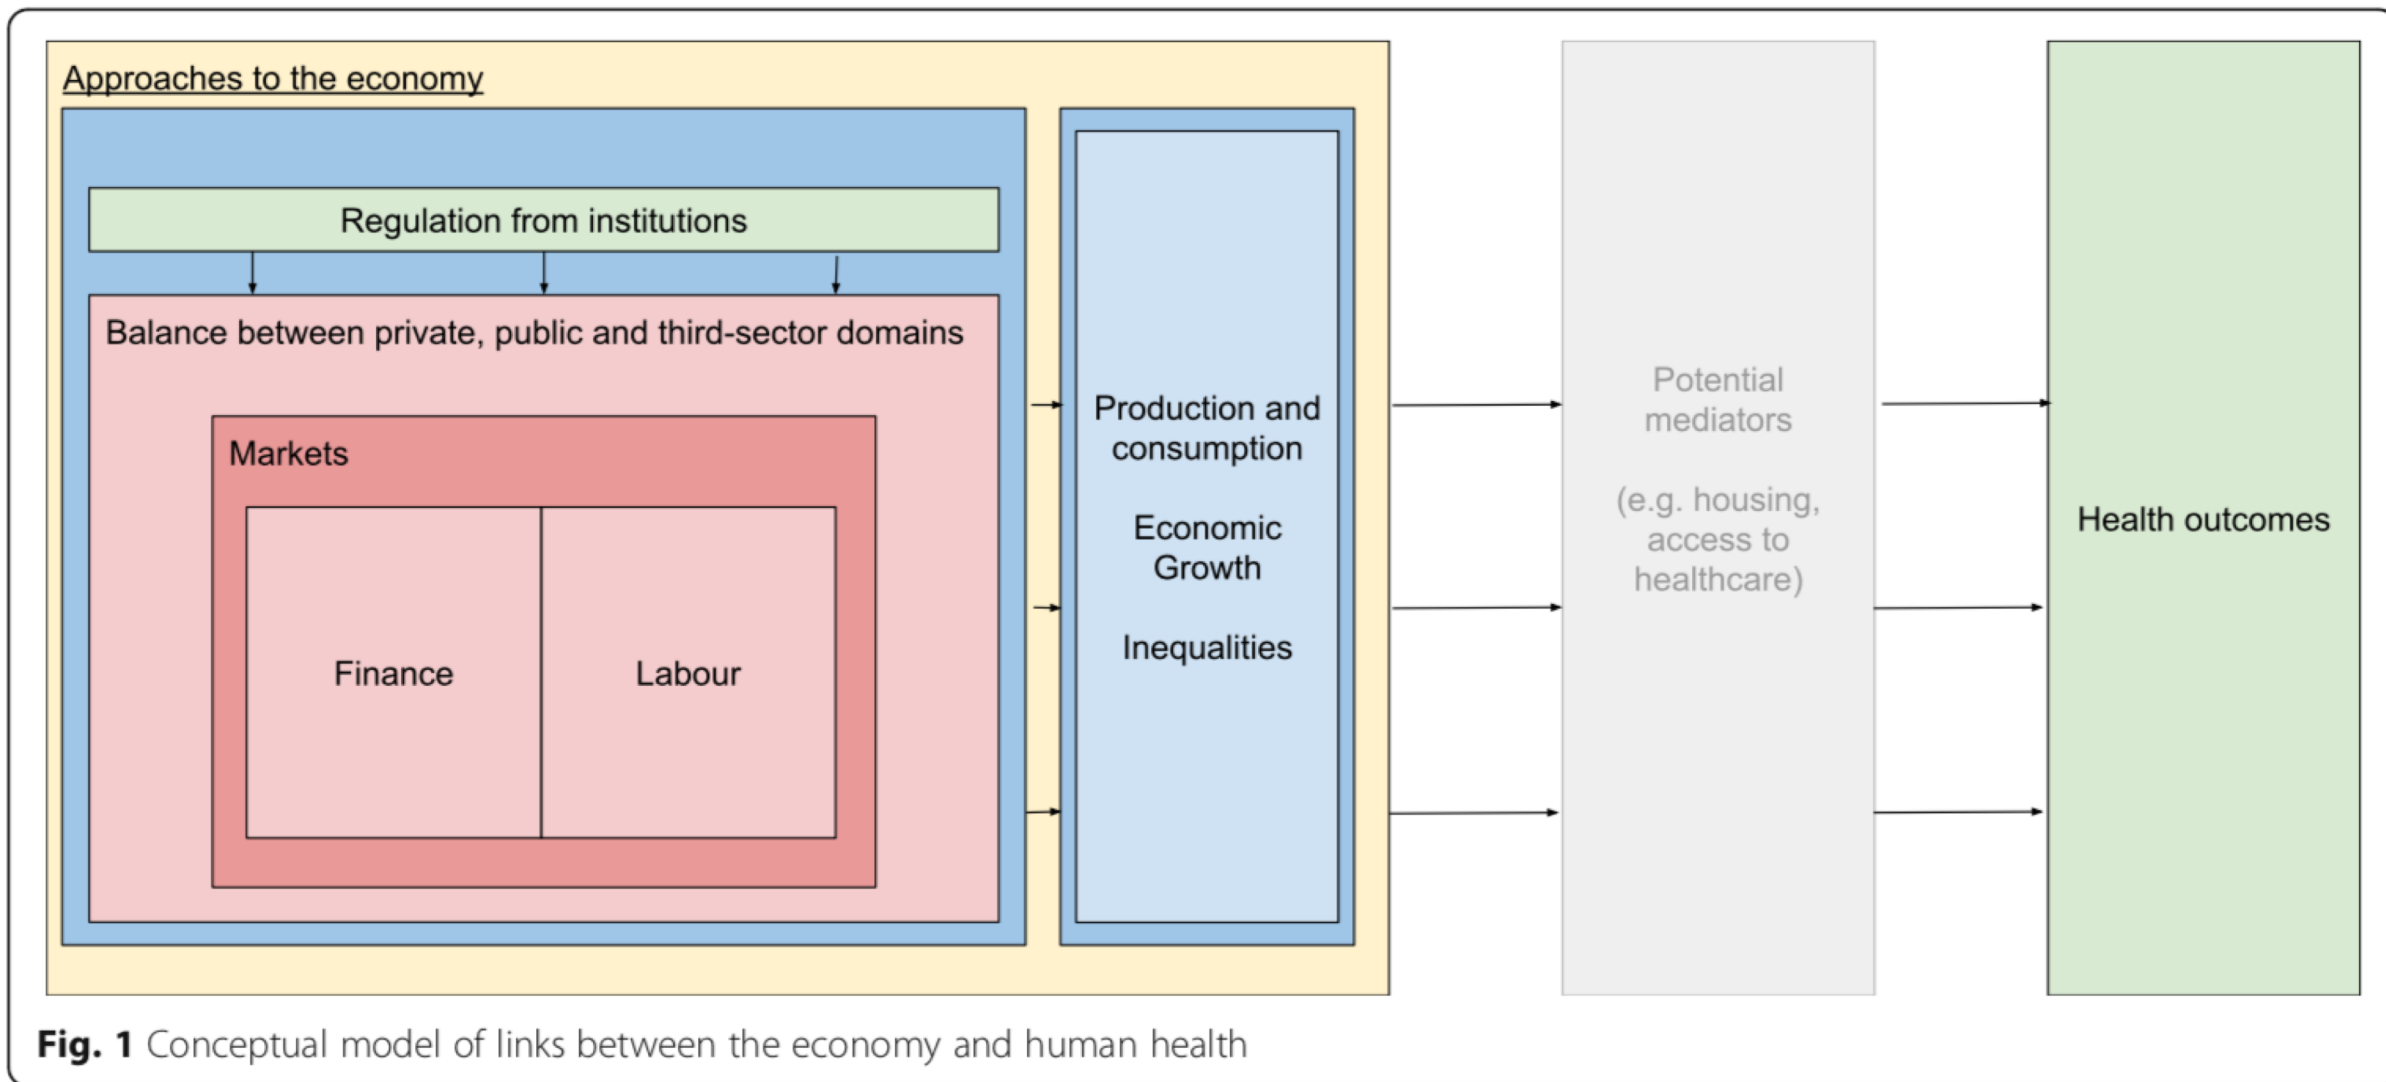 Approaches to the economy
Regulation from institutions
Balance between private, public and third-sector domains
Markets
Finance
Labour
Production and
consumption
Economic
Growth
Inequalities
Potential
mediators
(e.g. housing,
access to
healthcare)
Health outcomes
Fig. 1 Conceptual model of links between the economy and human health